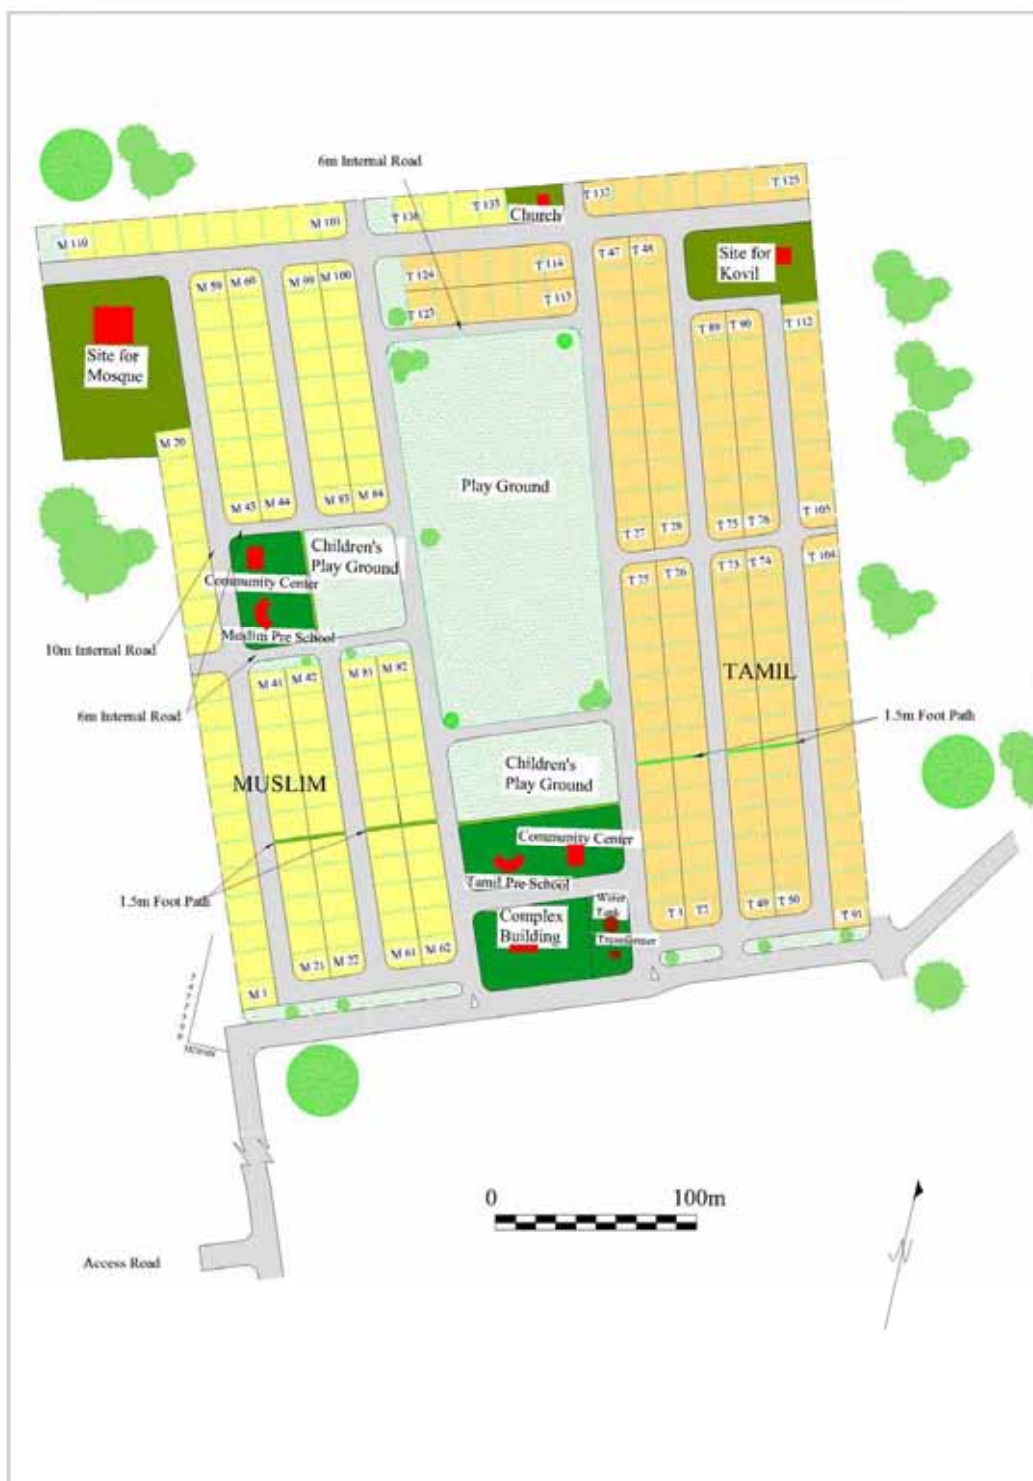 6m Internal Road
T 132
T 125
M 110
M 101
T 136
T 135
Church
M 59 M 60
M 99 M 100
T 124
T 114
T 47 T 48
Site for
Kovil
T 123
T 113
T 89 T 90
T 112
Site for
Mosque
M 20
Play Ground
M 43 M 44
M 83 M 84
T 27 T 28
T 75 T 76
T 105
Children's
Play Ground
Community Center
T 25 T 26
T 73 T 74
T 104
Muslim Pre School
10m Internal Road
M 41 M 42
M 81 M 82
TAMIL
6m Internal Road
1.5m Foot Path
MUSLIM
Children's
Play Ground
Community Center
Tamil Pre-School
1.5m Foot Path
Complex
Building
Water
Tank
Transformer
T 1 T2
T 49 T 50
T 91
M 21 M 22
M 61 M 62
M 1
0 100m
N
Access Road